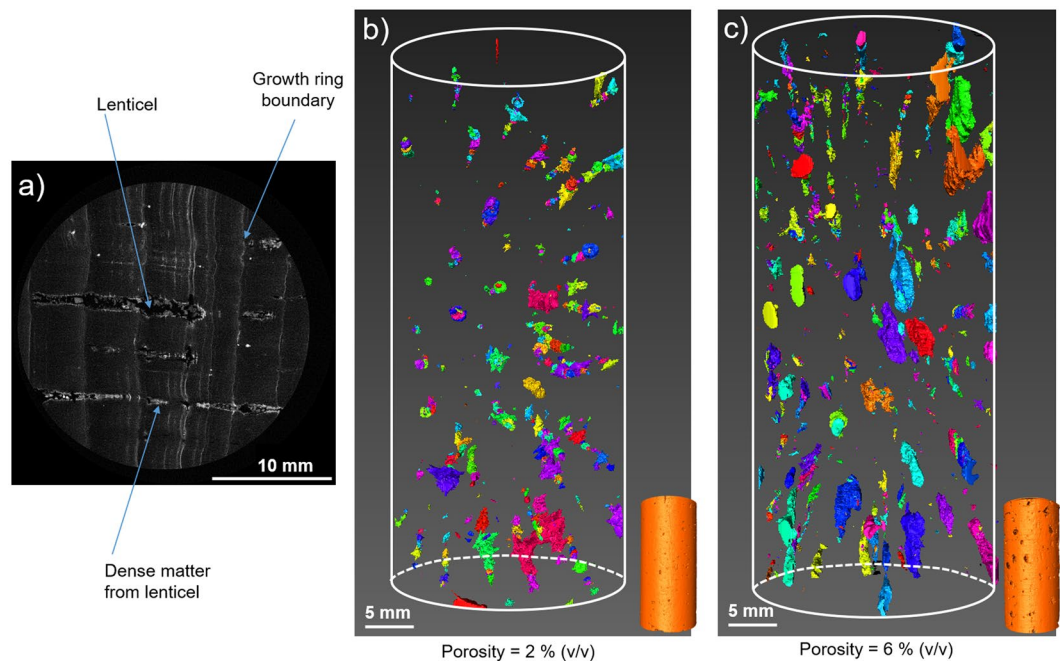 a)
Lenticel
Growth ring
boundary
10 mm
Dense matter
from lenticel
b)
5 mm
Porosity = 2 % (v/v)
c)
5 mm
Porosity = 6 % (v/v)